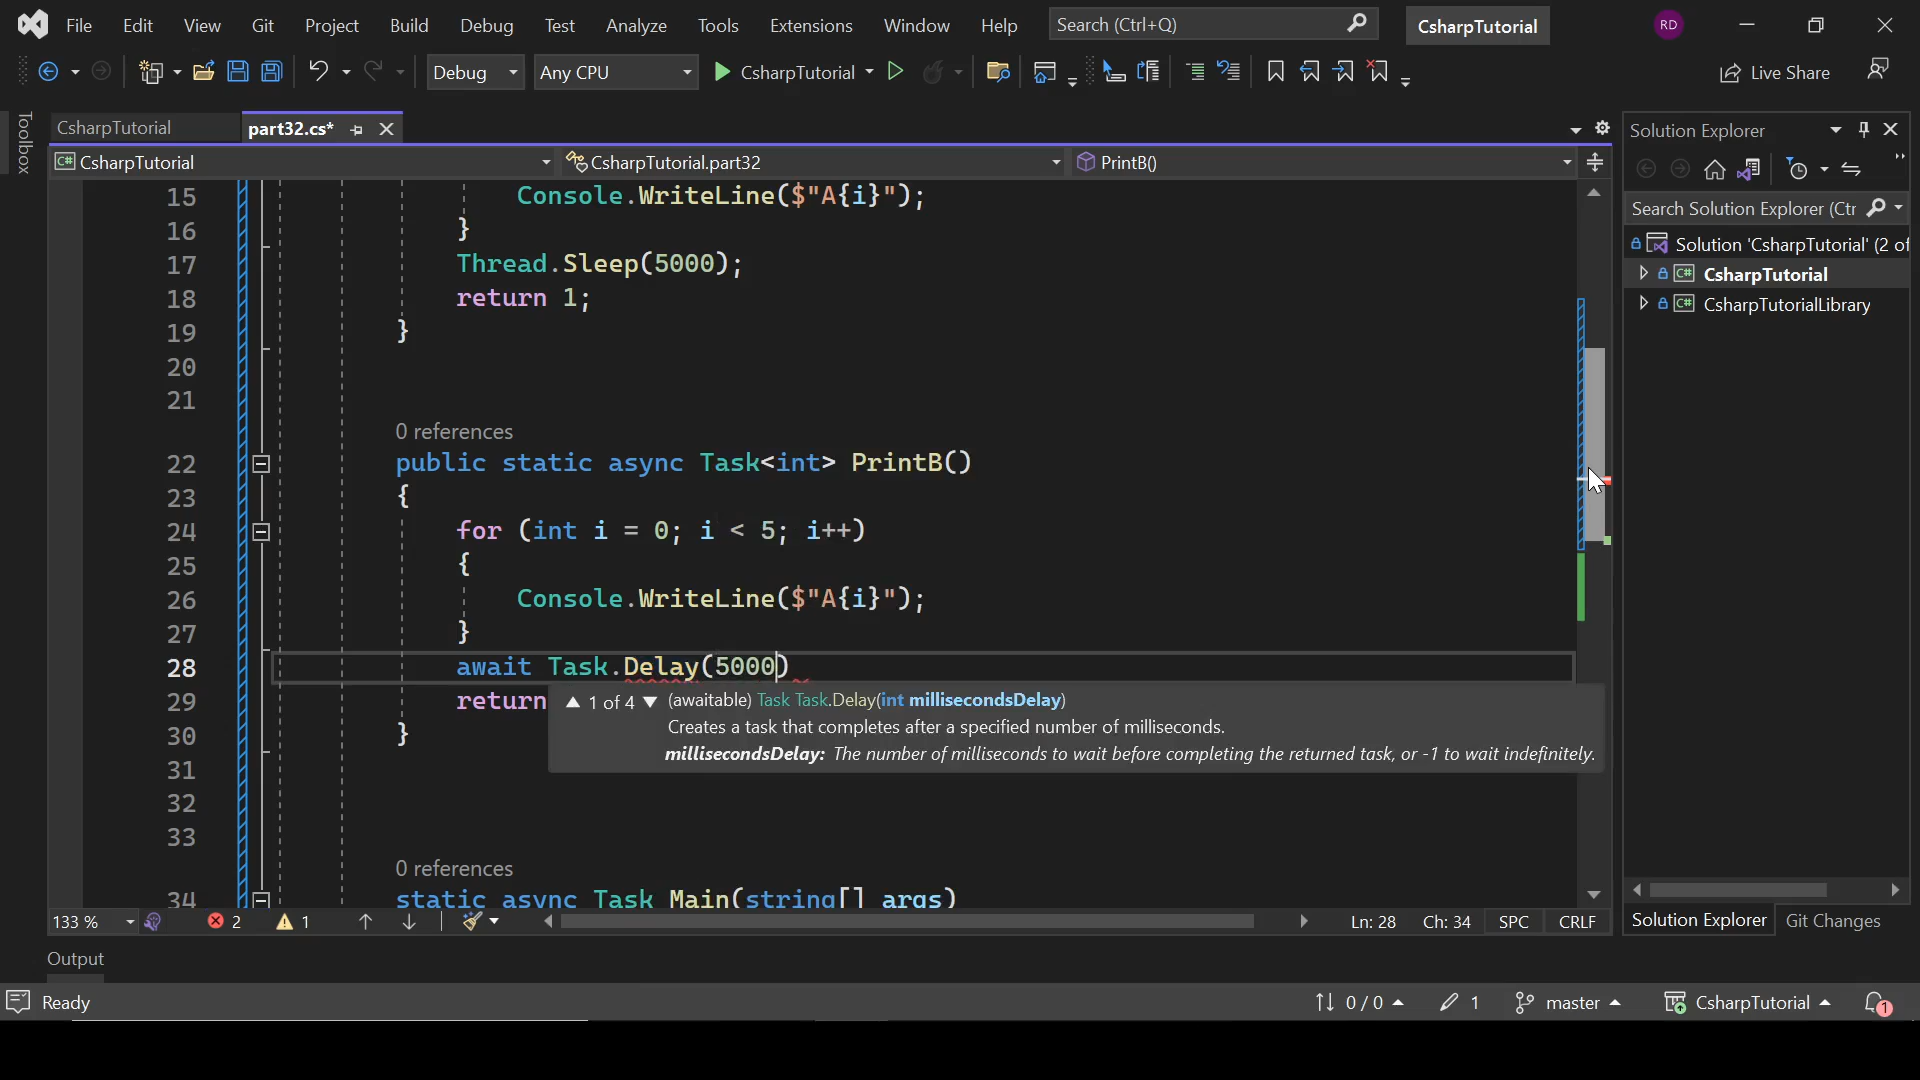 File Edit View Git Project Build Debug Test Analyze Tools Extensions Window Help Search (Ctrl+Q) CsharpTutorial RD
Debug Any CPU CsharpTutorial Live Share
Toolbox
CsharpTutorial part32.cs*
CsharpTutorial CsharpTutorial.part32 PrintB()
15 Console.WriteLine($"A{i}");
16 }
17 Thread.Sleep(5000);
18 return 1;
19 }
20
21
0 references
22 public static async Task<int> PrintB()
23 {
24 for (int i = 0; i < 5; i++)
25 {
26 Console.WriteLine($"A{i}");
27 }
28 await Task.Delay(5000)
29 return
30 }
31
32
33
1 of 4 (awaitable) Task Task.Delay(int millisecondsDelay)
Creates a task that completes after a specified number of milliseconds.
millisecondsDelay: The number of milliseconds to wait before completing the returned task, or -1 to wait indefinitely.
0 references
34 static async Task Main(string[] args)
133 % 2 1 Ln: 28 Ch: 34 SPC CRLF
Solution Explorer
Search Solution Explorer (Ctr
Solution 'CsharpTutorial' (2 of
CsharpTutorial
CsharpTutorialLibrary
Solution Explorer Git Changes
Output
Ready 0 / 0 1 master CsharpTutorial 1